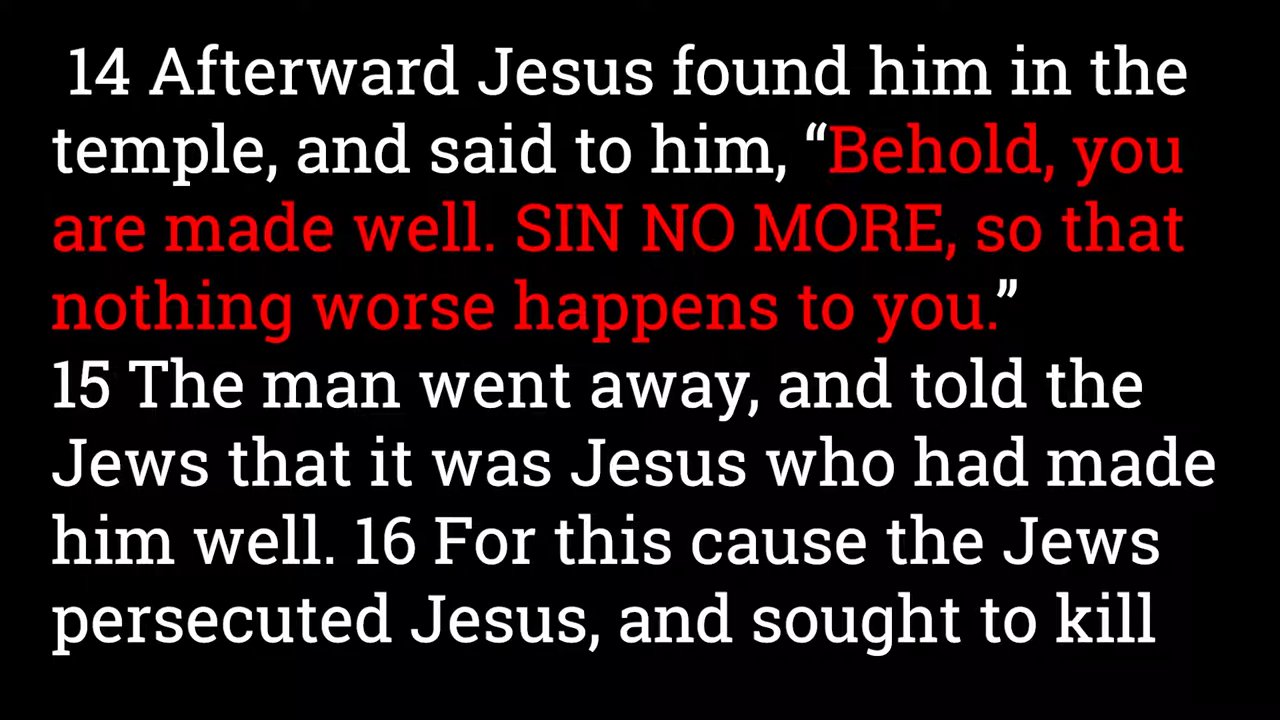 14 Afterward Jesus found him in the
temple, and said to him, “Behold, you
are made well. SIN NO MORE, so that
nothing worse happens to you.”
15 The man went away, and told the
Jews that it was Jesus who had made
him well. 16 For this cause the Jews
persecuted Jesus, and sought to kill